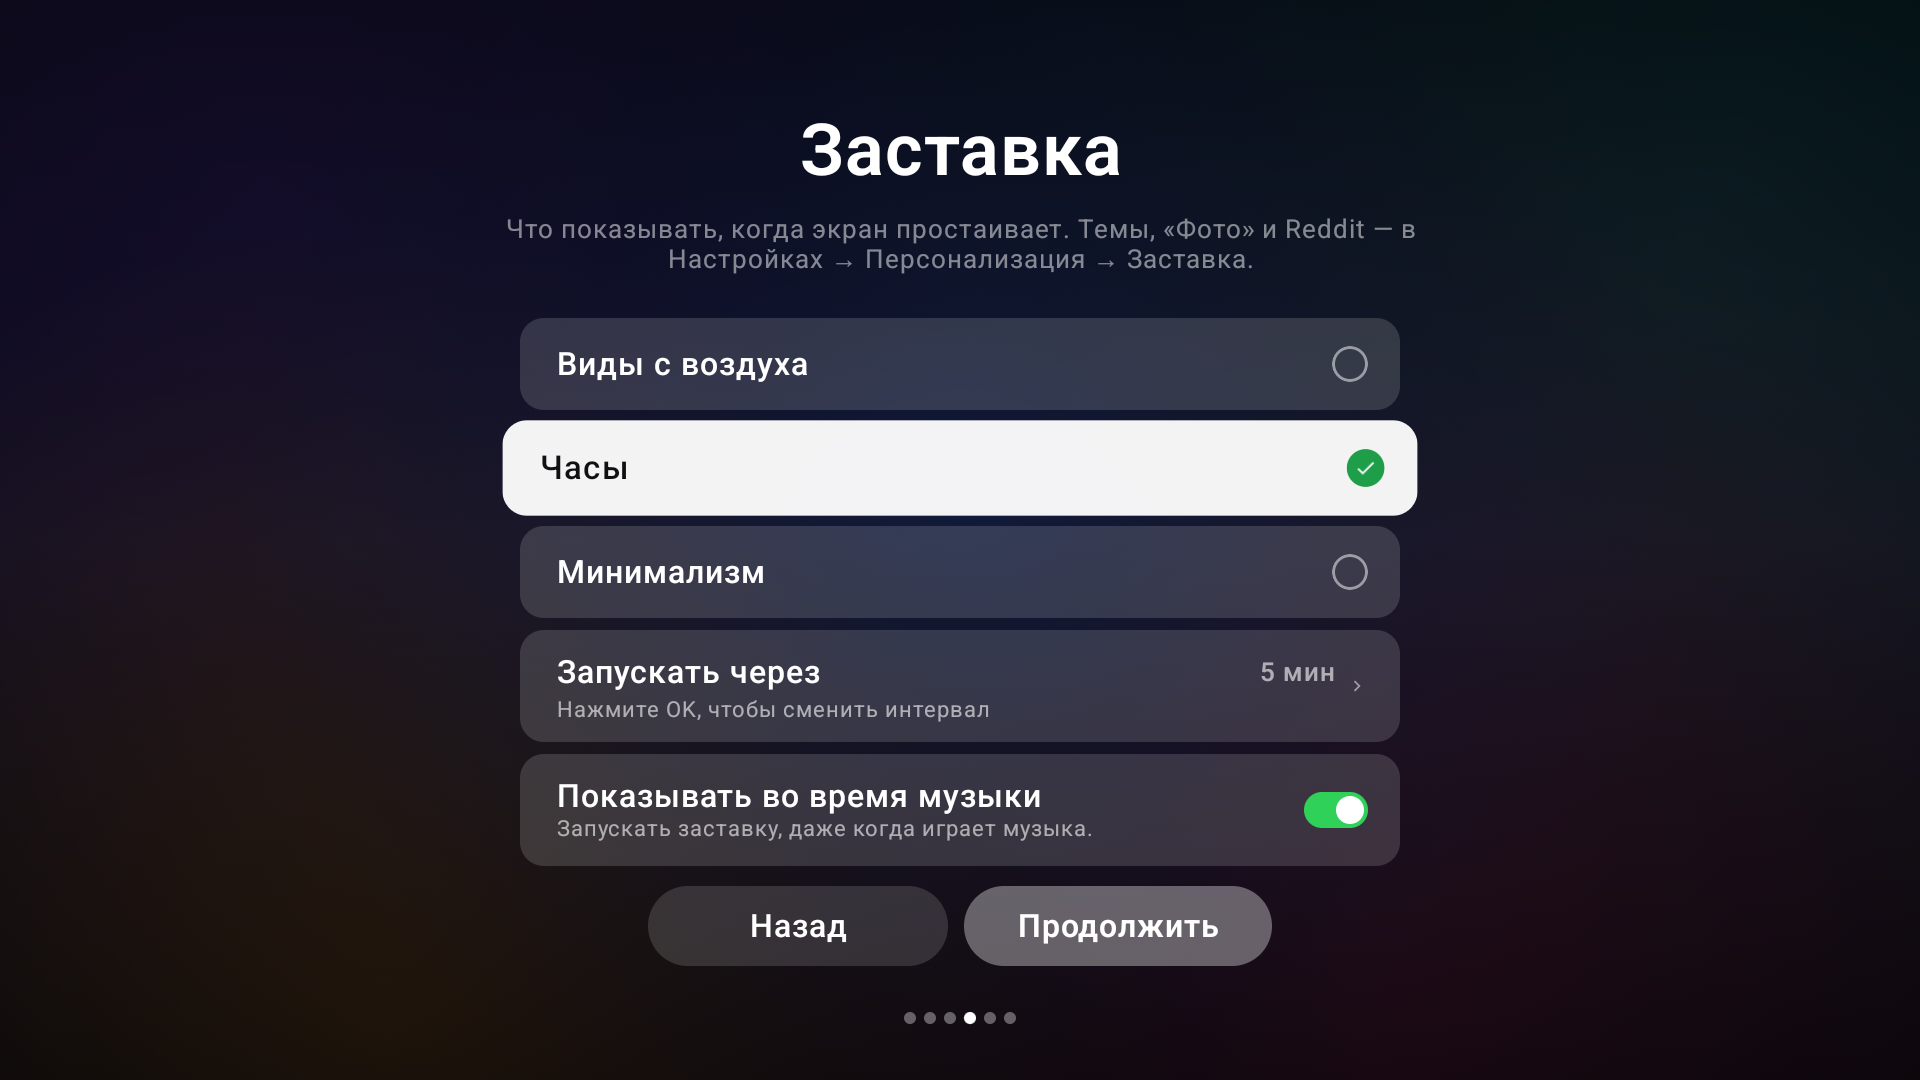 Заставка
Что показывать, когда экран простаивает. Темы, «Фото» и Reddit — в
Настройках → Персонализация → Заставка.
Виды с воздуха
Часы
Минимализм
Запускать через
5 мин
Нажмите OK, чтобы сменить интервал
Показывать во время музыки
Запускать заставку, даже когда играет музыка.
Назад
Продолжить